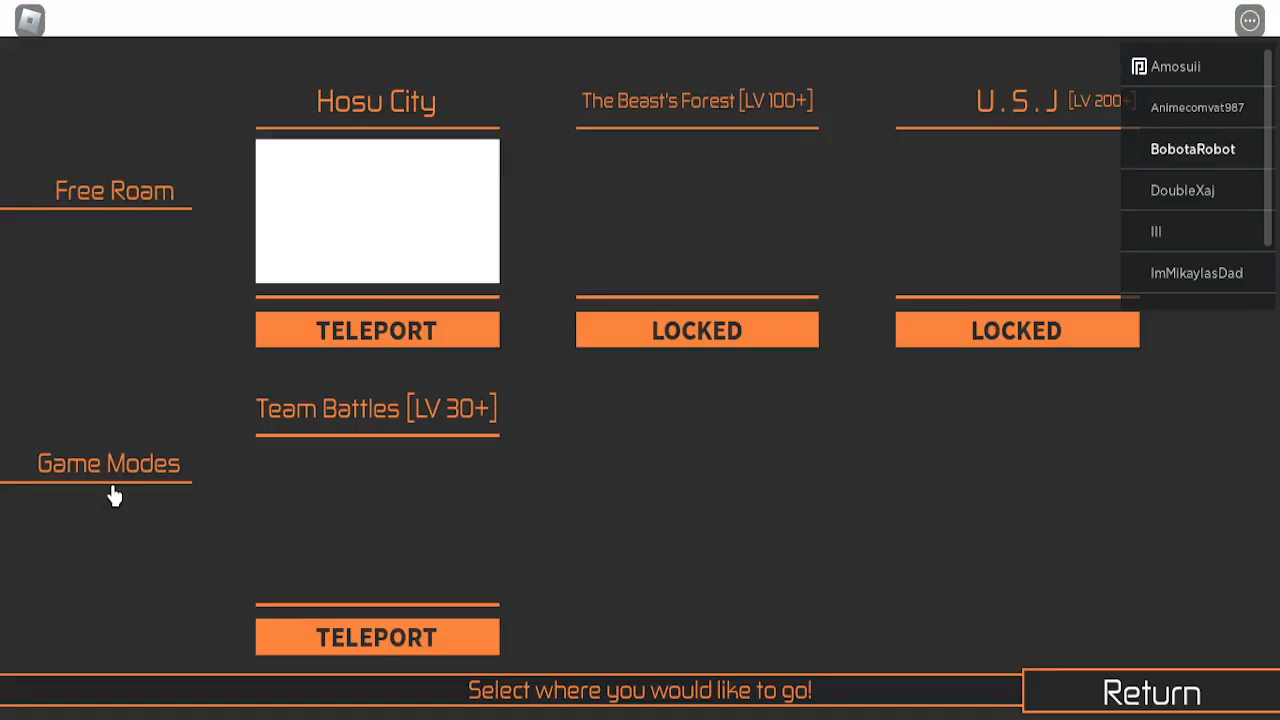 Hosu City
The Beast's Forest [LV 100+]
U.S.J [LV 200+]
Free Roam
TELEPORT
LOCKED
LOCKED
Team Battles [LV 30+]
Game Modes
TELEPORT
Select where you would like to go!
Return
Amosuii
Animecomvat987
BobotaRobot
DoubleXaj
lll
ImMikaylasDad